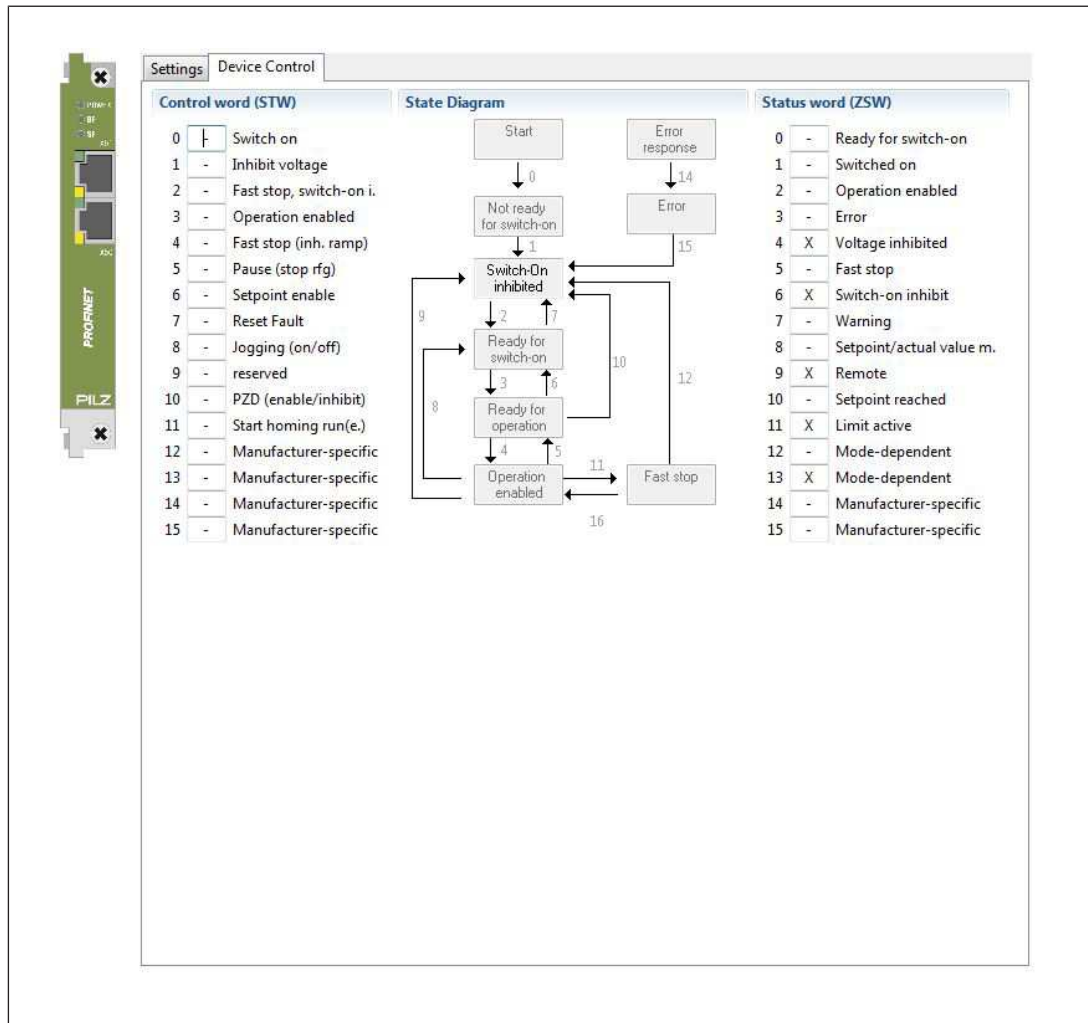 Settings
Device Control
POWER
BF
SF
PROFINET
PILZ
Control word (STW)
0 - Switch on
1 - Inhibit voltage
2 - Fast stop, switch-on i.
3 - Operation enabled
4 - Fast stop (inh. ramp)
5 - Pause (stop rfg)
6 - Setpoint enable
7 - Reset Fault
8 - Jogging (on/off)
9 - reserved
10 - PZD (enable/inhibit)
11 - Start homing run(e.)
12 - Manufacturer-specific
13 - Manufacturer-specific
14 - Manufacturer-specific
15 - Manufacturer-specific
State Diagram
Start
Error
response
0
14
Not ready
for switch-on
Error
1
15
Switch-On
inhibited
9
2
7
Ready for
switch-on
10
12
3
6
8
Ready for
operation
4
5
11
Operation
enabled
Fast stop
16
Status word (ZSW)
0 - Ready for switch-on
1 - Switched on
2 - Operation enabled
3 - Error
4 X Voltage inhibited
5 - Fast stop
6 X Switch-on inhibit
7 - Warning
8 - Setpoint/actual value m.
9 X Remote
10 - Setpoint reached
11 X Limit active
12 - Mode-dependent
13 X Mode-dependent
14 - Manufacturer-specific
15 - Manufacturer-specific